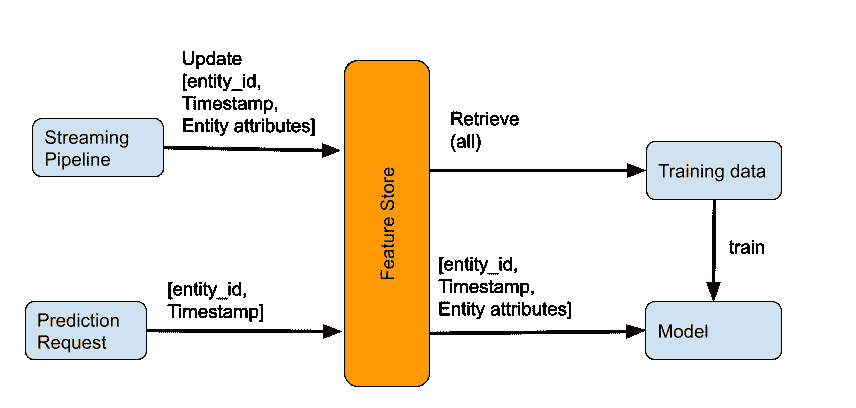 Update
[entity_id,
Timestamp,
Entity attributes]
Streaming
Pipeline
Feature Store
Retrieve
(all)
Training data
train
[entity_id,
Timestamp]
Prediction
Request
[entity_id,
Timestamp,
Entity attributes]
Model